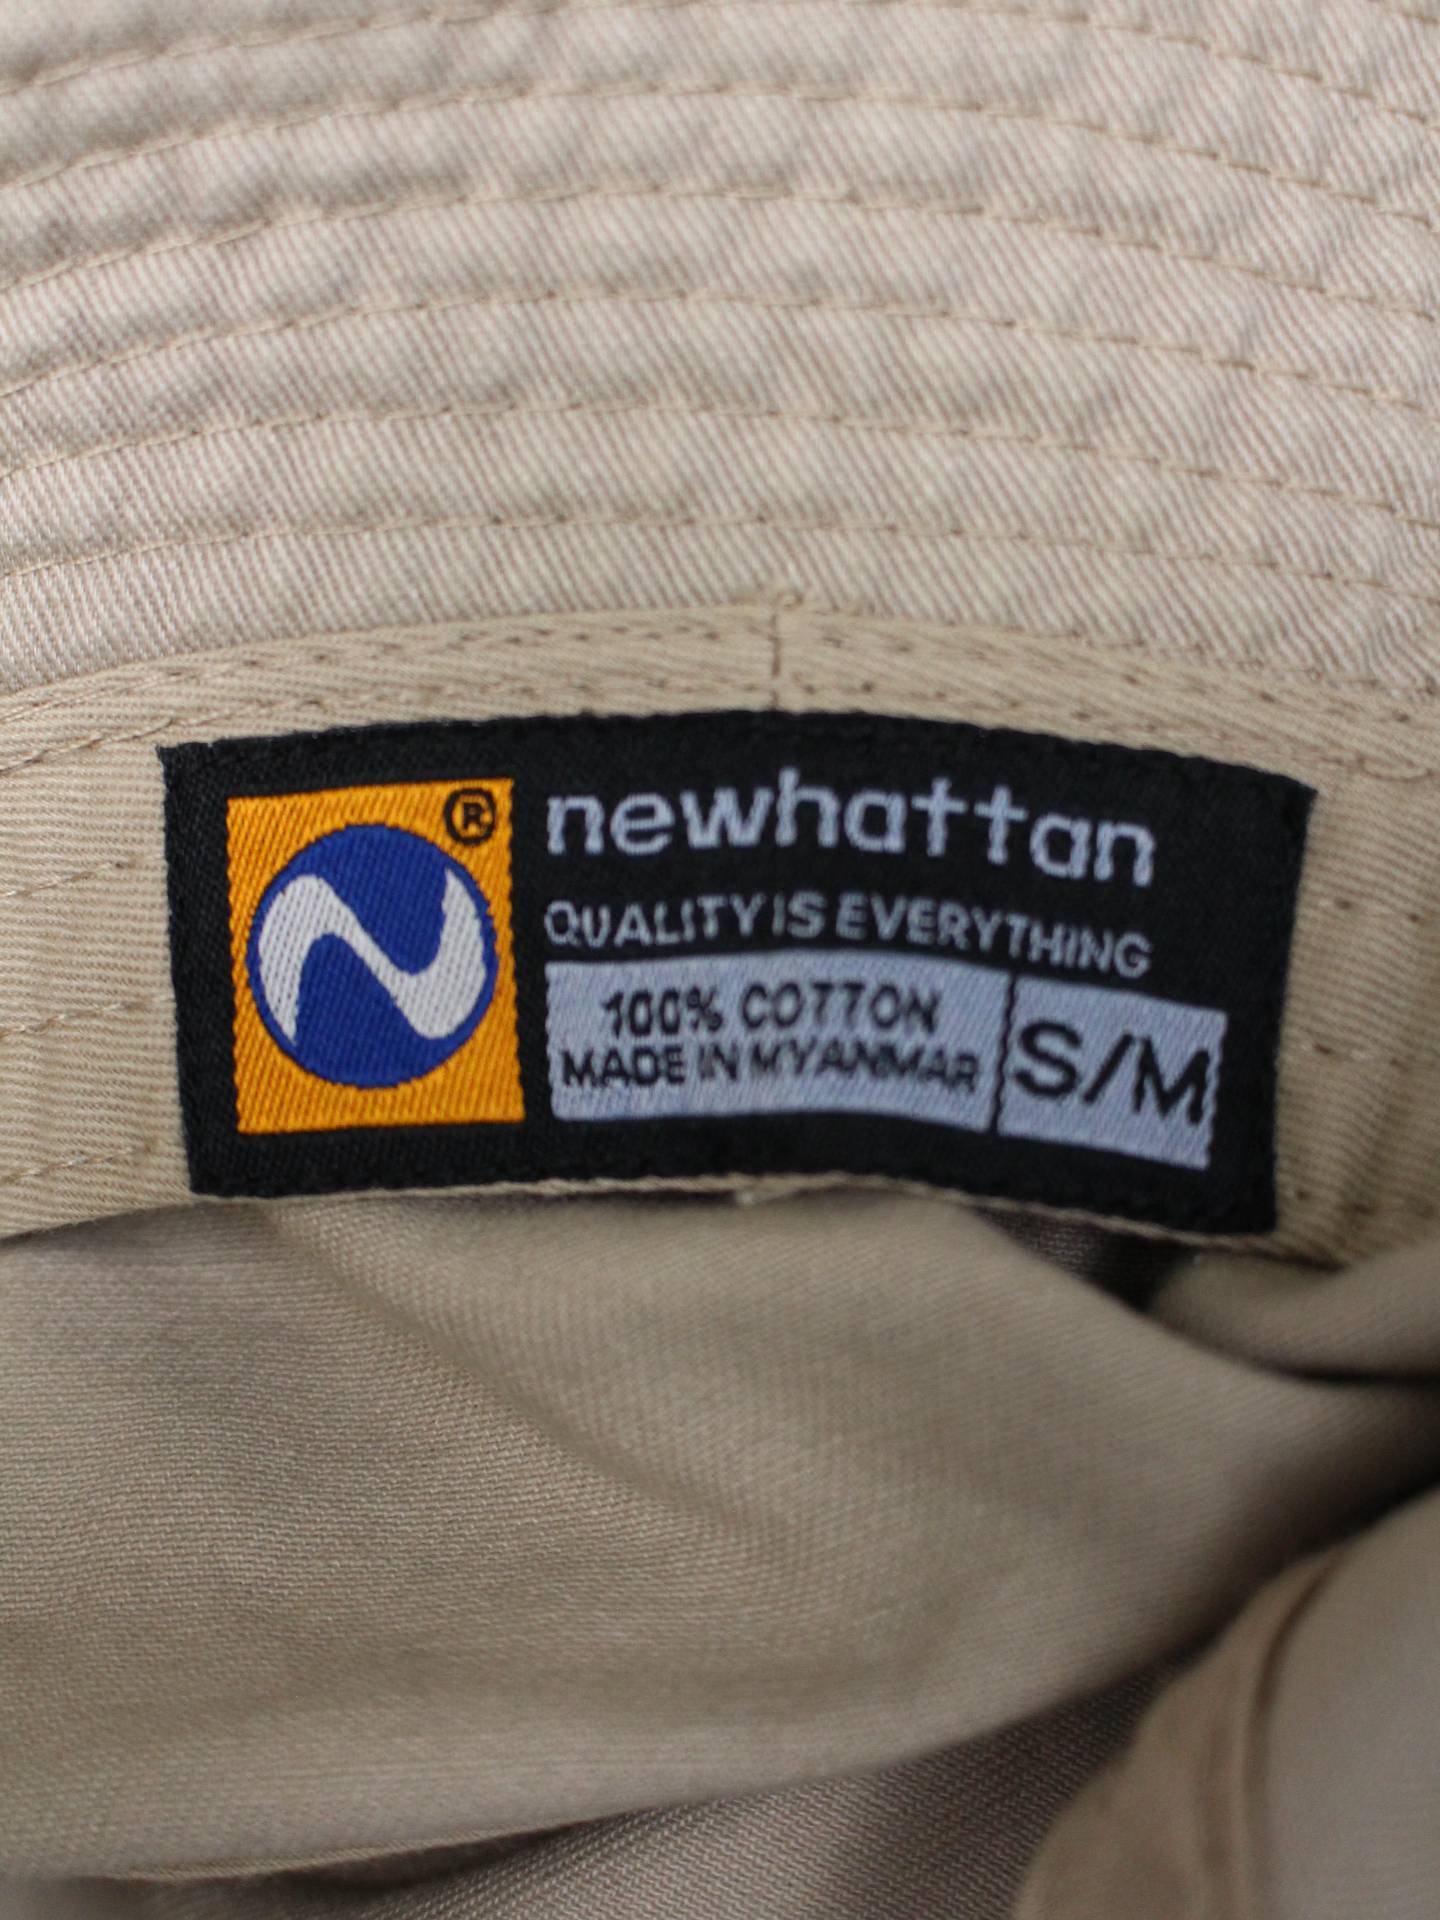 ®
newhattan
QUALITY IS EVERYTHING
100% COTTON
MADE IN MYANMAR
S/M